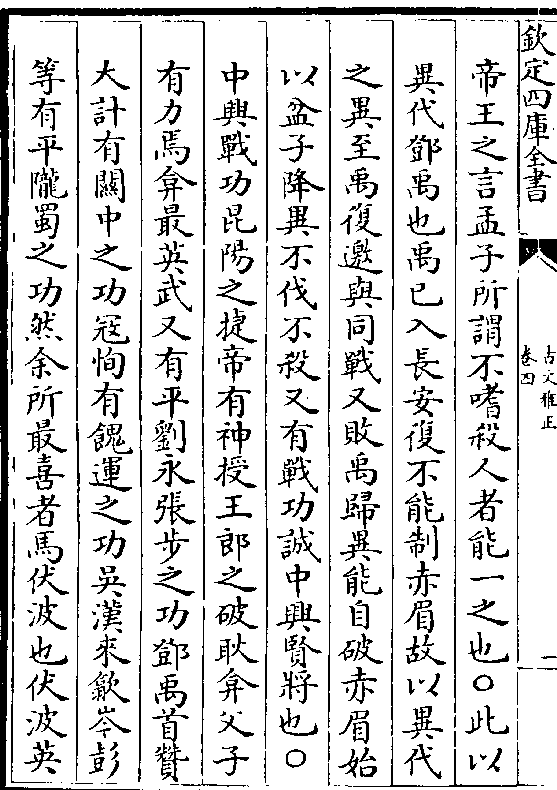 欽定四庫全書
古文雅正
卷四
帝王之言孟子所謂不嗜殺人者能一之也○此以
異代鄧禹也禹已入長安復不能制赤眉故以異代
之異至禹復邀與同戰又敗禹歸異能自破赤眉始
以盆子降異不伐不殺又有戰功誠中興賢將也○
中興戰功昆陽之捷帝有神授王郎之破耿弇父子
有力焉弇最英武又有平劉永張步之功鄧禹首贊
大計有關中之功冦恂有餽運之功吳漢來歙岑彭
等有平隴蜀之功然余所最喜者馬伏波也伏波英